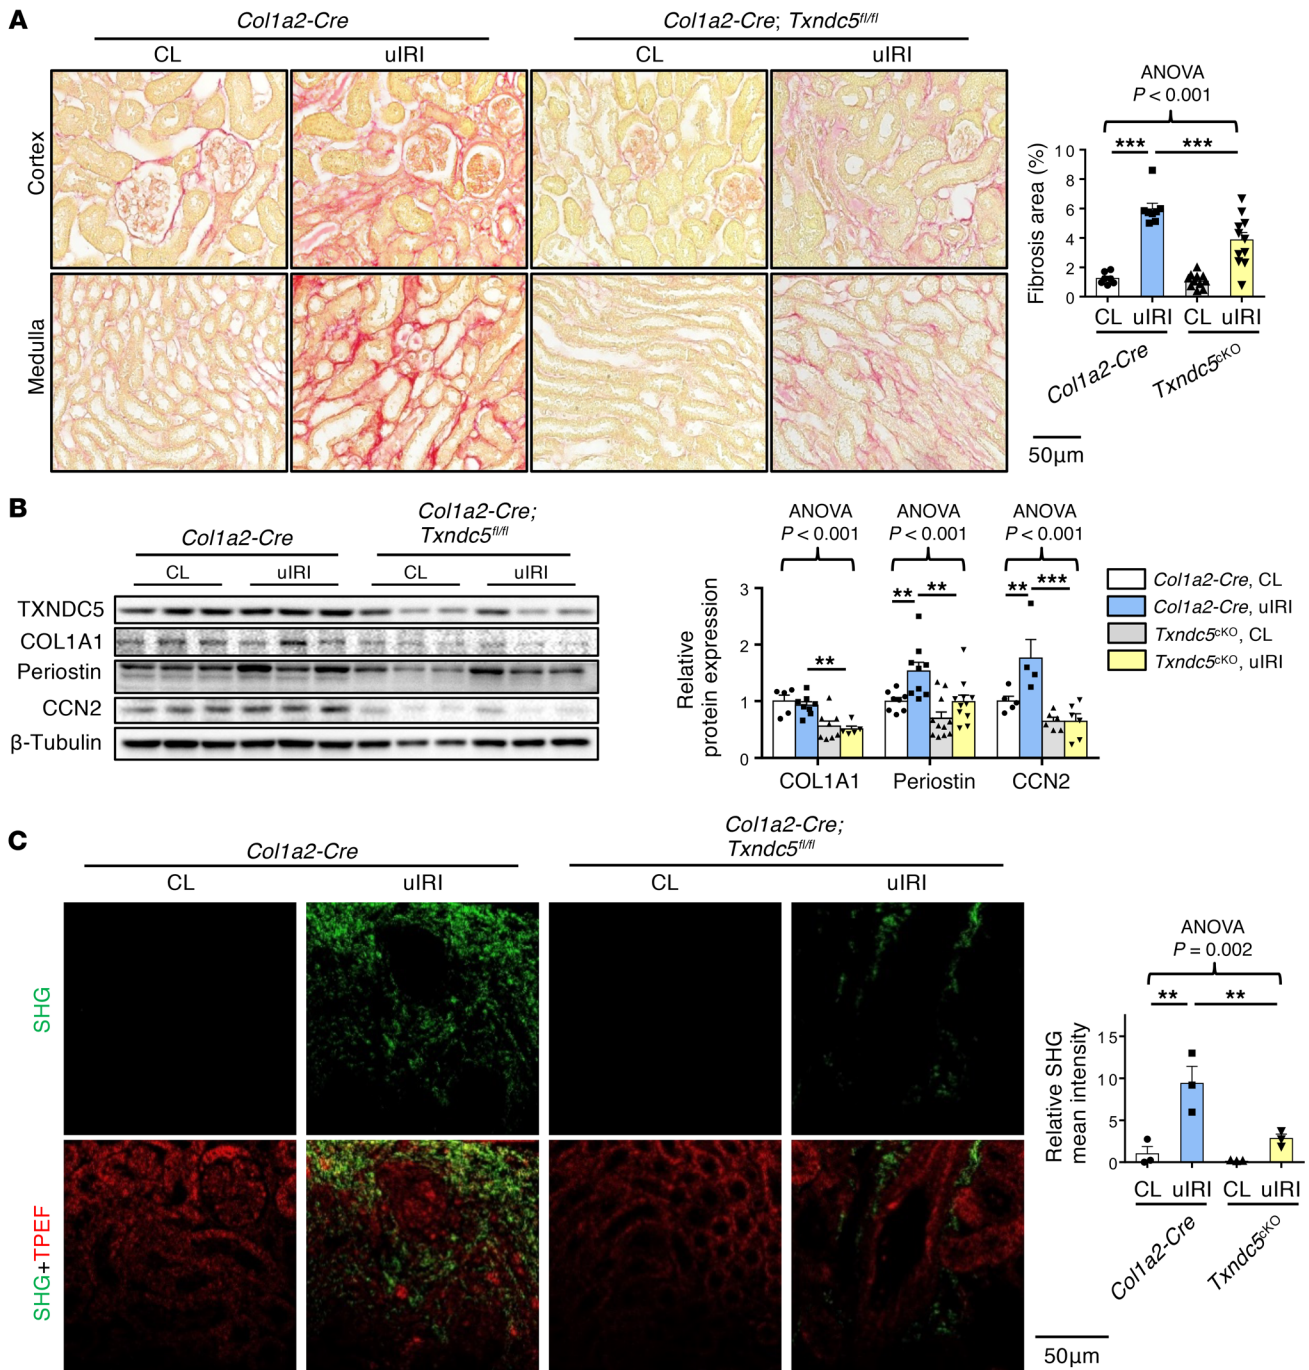 A
Col1a2-Cre
Col1a2-Cre; Txndc5fl/fl
CL
uIRI
CL
uIRI
Cortex
Medulla
ANOVA
P < 0.001
***
***
Fibrosis area (%)
10
8
6
4
2
0
CL uIRI CL uIRI
Col1a2-Cre
Txndc5cKO
50µm
B
Col1a2-Cre
Col1a2-Cre;
Txndc5fl/fl
CL
uIRI
CL
uIRI
TXNDC5
COL1A1
Periostin
CCN2
β-Tubulin
ANOVA
P < 0.001
ANOVA
P < 0.001
ANOVA
P < 0.001
**
**
**
**
***
Relative
protein expression
3
2
1
0
COL1A1
Periostin
CCN2
Col1a2-Cre, CL
Col1a2-Cre, uIRI
Txndc5cKO, CL
Txndc5cKO, uIRI
C
Col1a2-Cre
Col1a2-Cre;
Txndc5fl/fl
CL
uIRI
CL
uIRI
SHG
SHG+TPEF
ANOVA
P = 0.002
**
**
Relative SHG
mean intensity
15
10
5
0
CL uIRI CL uIRI
Col1a2-Cre
Txndc5cKO
50µm